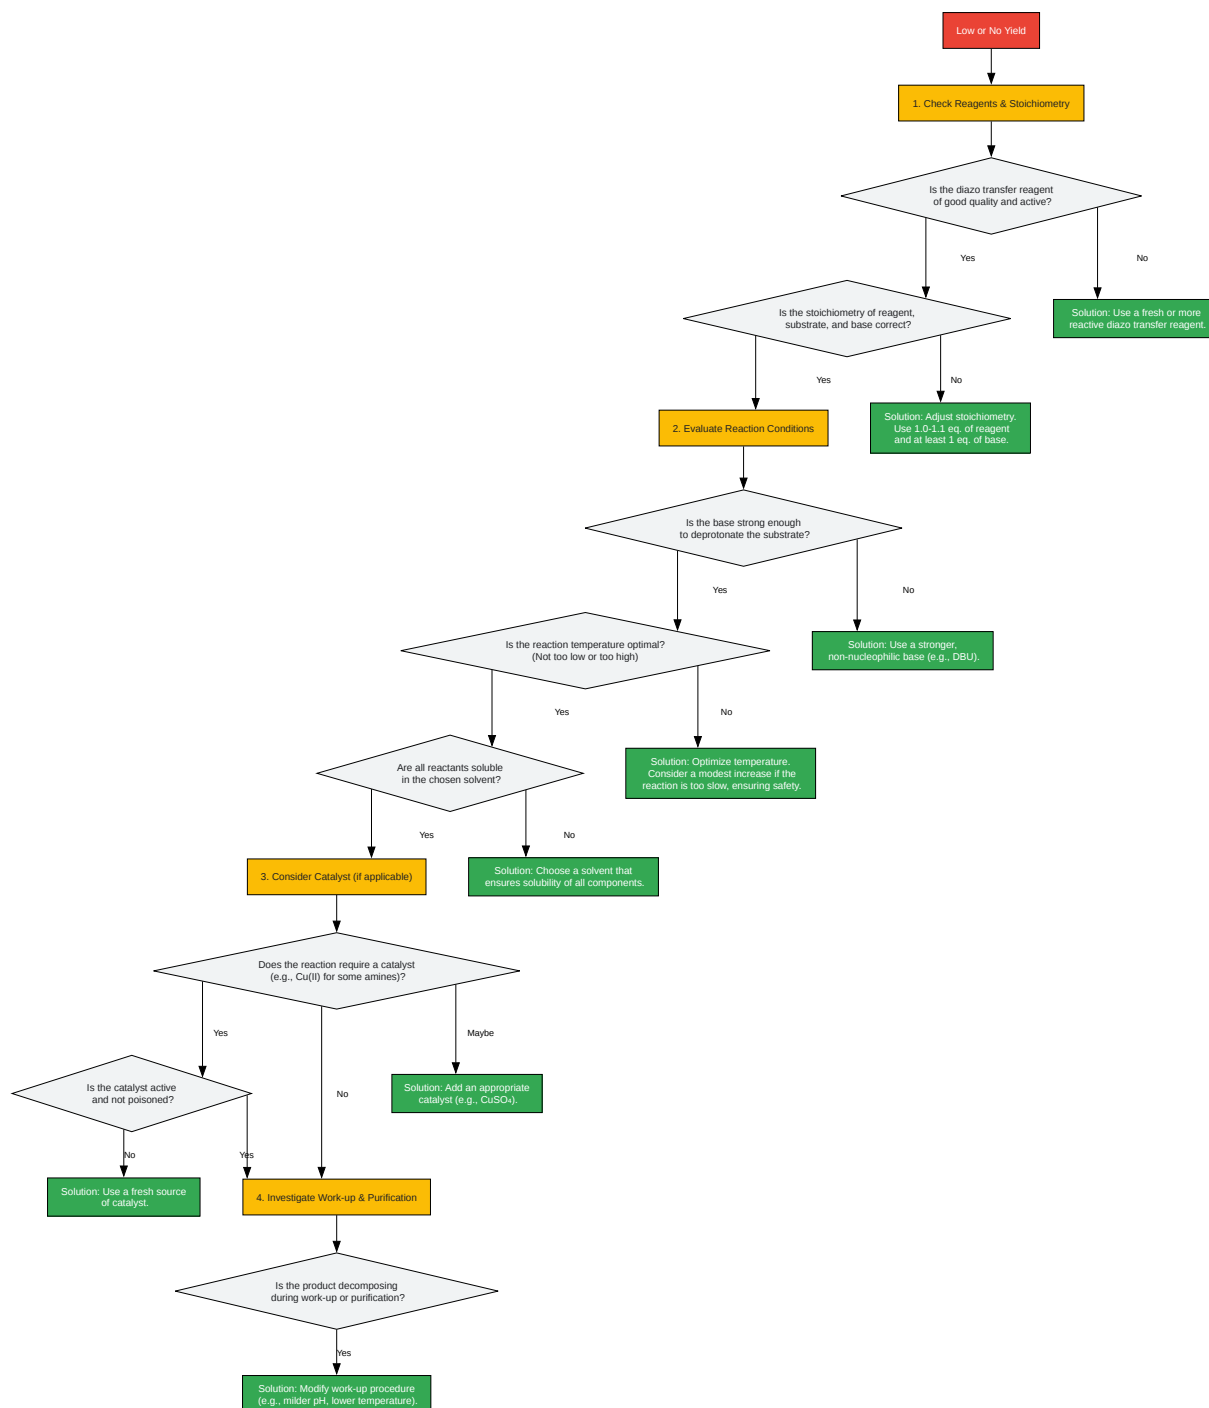 Low or No Yield
1. Check Reagents & Stoichiometry
Is the diazo transfer reagent
of good quality and active?
Yes
No
Is the stoichiometry of reagent,
substrate, and base correct?
Solution: Use a fresh or more
reactive diazo transfer reagent.
Yes
No
2. Evaluate Reaction Conditions
Solution: Adjust stoichiometry.
Use 1.0-1.1 eq. of reagent
and at least 1 eq. of base.
Is the base strong enough
to deprotonate the substrate?
Yes
No
Is the reaction temperature optimal?
(Not too low or too high)
Solution: Use a stronger,
non-nucleophilic base (e.g., DBU).
Yes
No
Are all reactants soluble
in the chosen solvent?
Solution: Optimize temperature.
Consider a modest increase if the
reaction is too slow, ensuring safety.
Yes
No
3. Consider Catalyst (if applicable)
Solution: Choose a solvent that
ensures solubility of all components.
Does the reaction require a catalyst
(e.g., Cu(II) for some amines)?
Yes
Maybe
Is the catalyst active
and not poisoned?
No
Solution: Add an appropriate
catalyst (e.g., CuSO₄).
No
Yes
Solution: Use a fresh source
of catalyst.
4. Investigate Work-up & Purification
Is the product decomposing
during work-up or purification?
Yes
Solution: Modify work-up procedure
(e.g., milder pH, lower temperature).